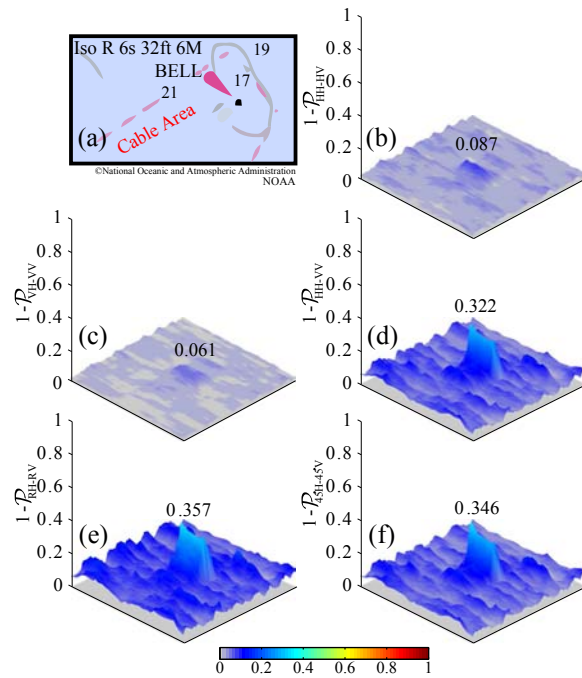 Iso R 6s 32ft 6M
19
BELL
17
21
Cable Area
(a)
©National Oceanic and Atmospheric Administration
NOAA
1
0.8
0.6
0.4
0.2
0
1-P_HH-HV
(b)
0.087
1
0.8
0.6
0.4
0.2
0
1-P_VH-VV
(c)
0.061
1
0.8
0.6
0.4
0.2
0
1-P_HH-VV
(d)
0.322
1
0.8
0.6
0.4
0.2
0
1-P_RH-RV
(e)
0.357
1
0.8
0.6
0.4
0.2
0
1-P_45H-45V
(f)
0.346
0 0.2 0.4 0.6 0.8 1